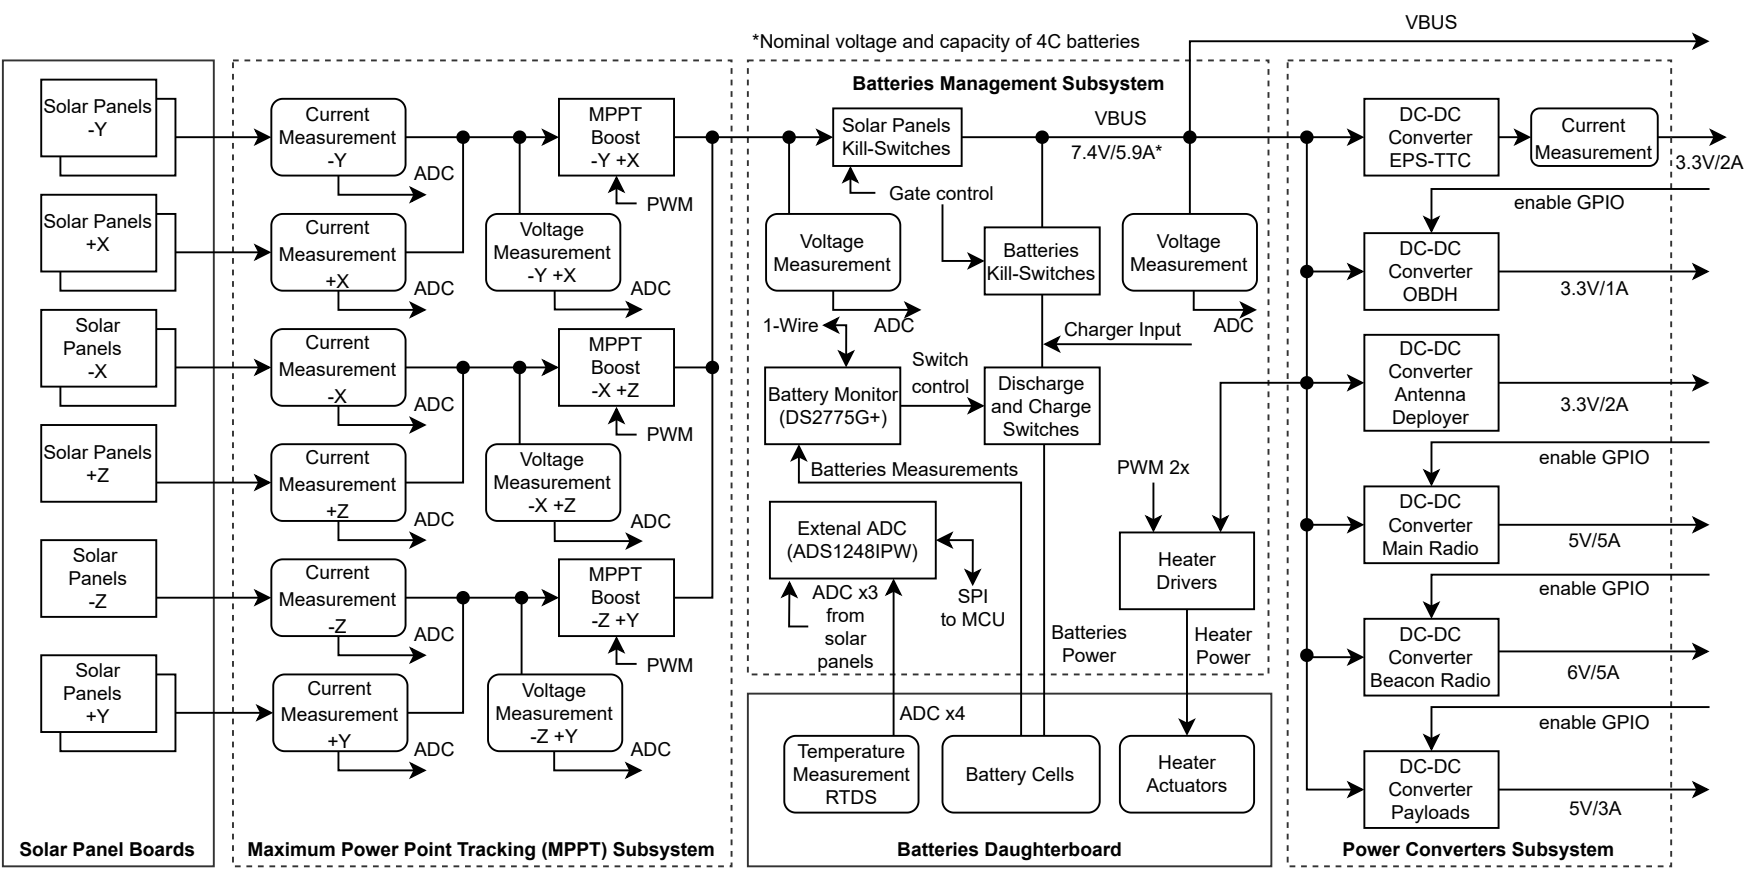 VBUS
*Nominal voltage and capacity of 4C batteries
Solar Panels
-Y
Solar Panels
+X
Solar
Panels
-X
Solar Panels
+Z
Solar
Panels
-Z
Solar
Panels
+Y
Solar Panel Boards
Current
Measurement
-Y
ADC
Current
Measurement
+X
ADC
Current
Measurement
-X
ADC
Current
Measurement
+Z
ADC
Current
Measurement
-Z
ADC
Current
Measurement
+Y
ADC
MPPT
Boost
-Y +X
PWM
Voltage
Measurement
-Y +X
ADC
MPPT
Boost
-X +Z
PWM
Voltage
Measurement
-X +Z
ADC
MPPT
Boost
-Z +Y
PWM
Voltage
Measurement
-Z +Y
ADC
Maximum Power Point Tracking (MPPT) Subsystem
Batteries Management Subsystem
Solar Panels
Kill-Switches
VBUS
7.4V/5.9A*
Gate control
Voltage
Measurement
ADC
Batteries
Kill-Switches
Voltage
Measurement
ADC
1-Wire
Charger Input
Battery Monitor
(DS2775G+)
Switch
control
Discharge
and Charge
Switches
Batteries Measurements
PWM 2x
Extenal ADC
(ADS1248IPW)
Heater
Drivers
ADC x3
from
solar
panels
SPI
to MCU
Batteries
Power
Heater
Power
ADC x4
Temperature
Measurement
RTDS
Battery Cells
Heater
Actuators
Batteries Daughterboard
DC-DC
Converter
EPS-TTC
Current
Measurement
3.3V/2A
enable GPIO
DC-DC
Converter
OBDH
3.3V/1A
DC-DC
Converter
Antenna
Deployer
3.3V/2A
enable GPIO
DC-DC
Converter
Main Radio
5V/5A
enable GPIO
DC-DC
Converter
Beacon Radio
6V/5A
enable GPIO
DC-DC
Converter
Payloads
5V/3A
Power Converters Subsystem